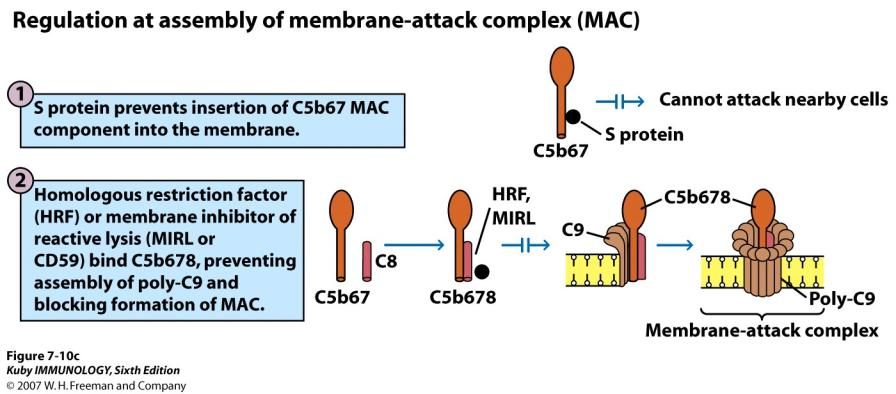 Regulation at assembly of membrane-attack complex (MAC)
1
S protein prevents insertion of C5b67 MAC
component into the membrane.
Cannot attack nearby cells
S protein
C5b67
2
Homologous restriction factor
(HRF) or membrane inhibitor of
reactive lysis (MIRL or
CD59) bind C5b678, preventing
assembly of poly-C9 and
blocking formation of MAC.
C5b67
C8
HRF,
MIRL
C5b678
C9
C5b678
Poly-C9
Membrane-attack complex
Figure 7-10c
Kuby IMMUNOLOGY, Sixth Edition
© 2007 W. H. Freeman and Company